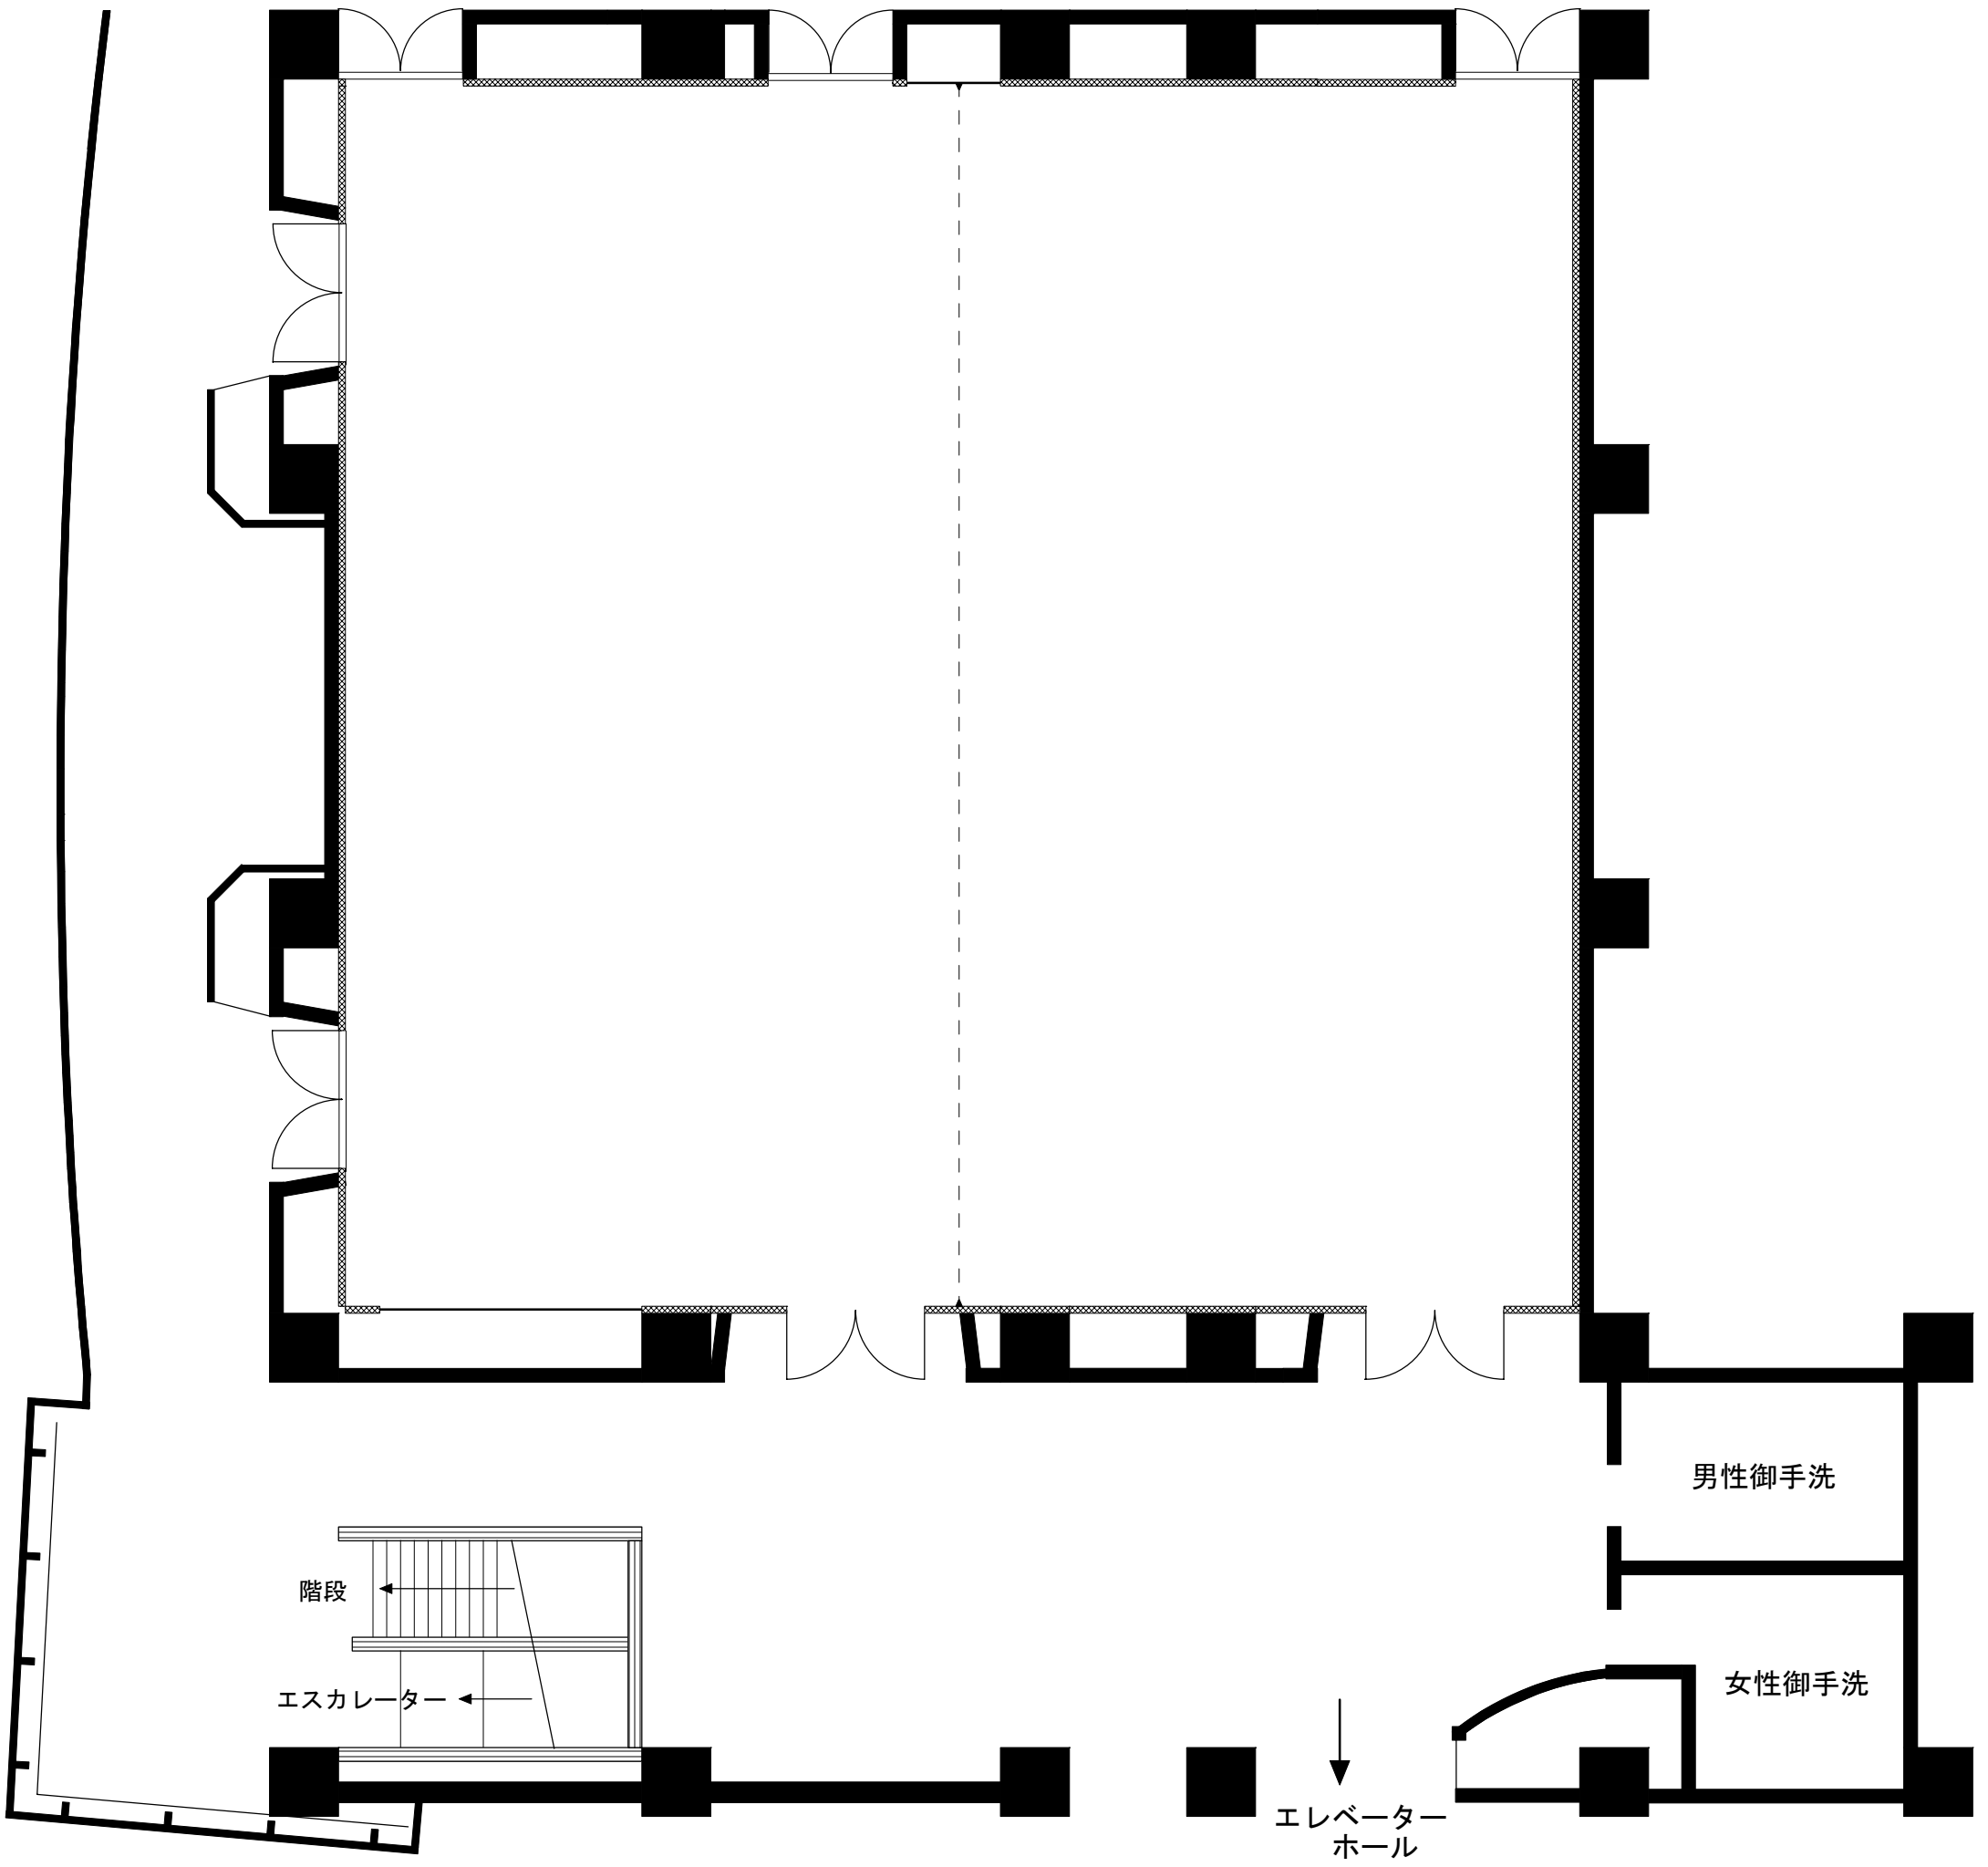 男性御手洗
階段
女性御手洗
エスカレーター
エレベーター
ホール